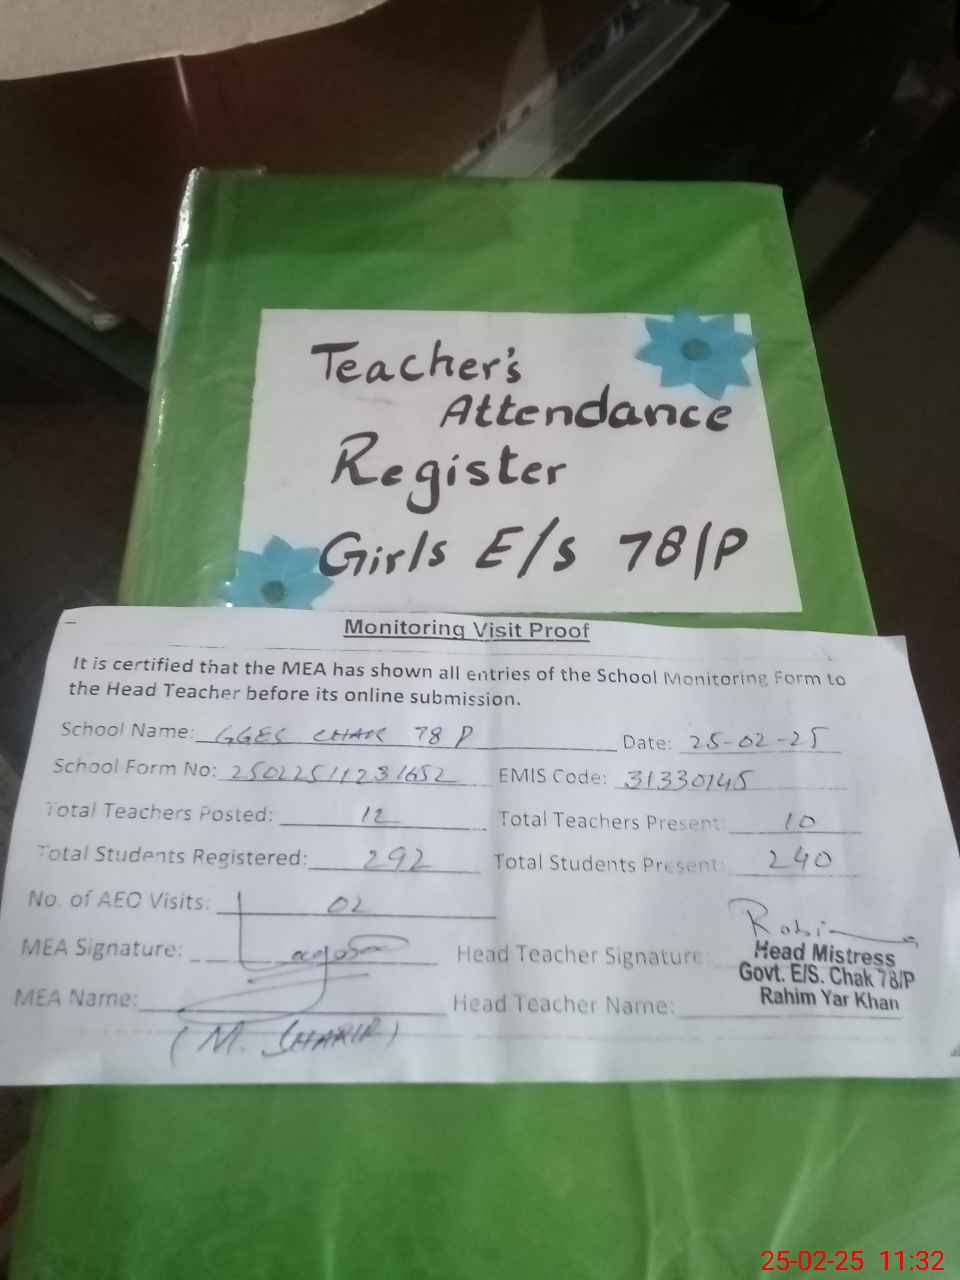 Teacher's
Attendance
Register
Girls E/S 78/P
Monitoring Visit Proof
It is certified that the MEA has shown all entries of the School Monitoring Form to
the Head Teacher before its online submission.
School Name: GGES CHAK 78 P Date: 25-02-25
School Form No: EMIS Code: 31330145
Total Teachers Posted: 12 Total Teachers Present: 10
Total Students Registered: 292 Total Students Present: 240
No. of AEO Visits: 02
MEA Signature: Head Teacher Signature:
Head Mistress
Govt. E/S. Chak 78/P
Rahim Yar Khan
MEA Name: Head Teacher Name:
25-02-25 11:32